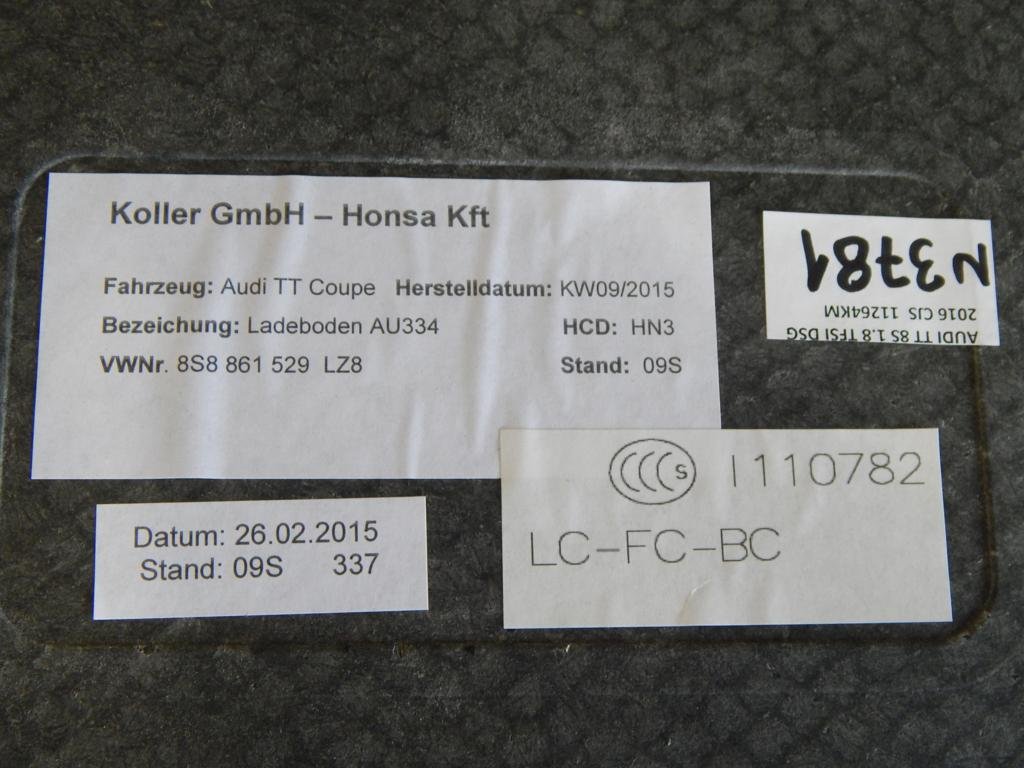 Koller GmbH – Honsa Kft
Fahrzeug: Audi TT Coupe Herstelldatum: KW09/2015
Bezeichung: Ladeboden AU334 HCD: HN3
VWNr. 8S8 861 529 LZ8 Stand: 09S
AUDI TT 8S 1.8 TFSI DSG
2016 CJS 11264KM
N3781
Datum: 26.02.2015
Stand: 09S 337
CCC S I110782
LC-FC-BC